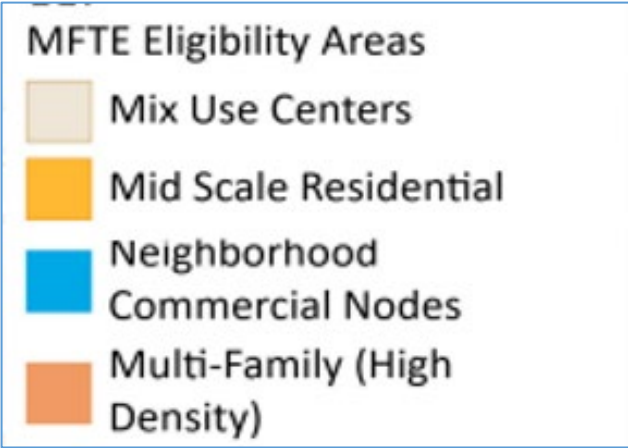 MFTE Eligibility Areas
Mix Use Centers
Mid Scale Residential
Neighborhood
Commercial Nodes
Multi-Family (High
Density)